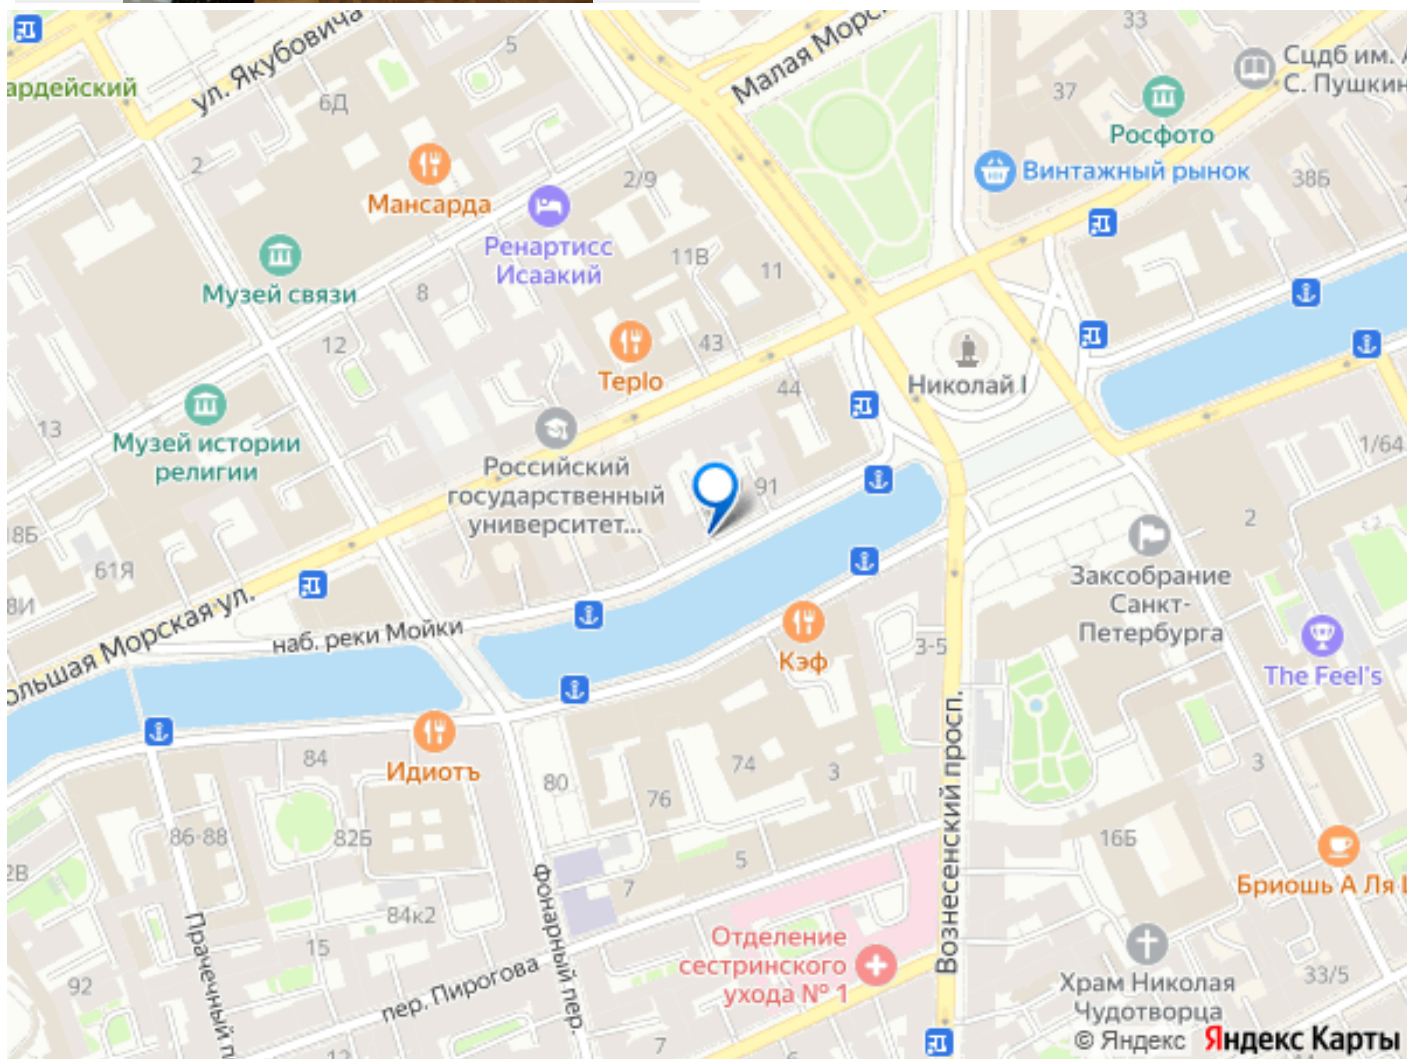 ул. Якубовича
5
Малая Морс
33
Сцдб им. А
С. Пушкин
ардейский
6Д
37
Росфото
2
Мансарда
2/9
Винтажный рынок
38Б
Ренартисс
Исаакий
11В
11
Музей связи
8
12
43
Teplo
Николай I
44
13
Музей истории
религии
Российский
государственный
университет...
91
1/64
18Б
2
с 2
61Я
Заксобрание
Санкт-
Петербурга
8И
ольшая Морская ул.
наб. реки Мойки
Кэф
3-5
The Feel's
84
Идиотъ
80
74
3
3
76
Вознесенский просп.
86-88
82Б
16Б
2В
5
7
Бриошь А Ля Ц
Фонарный пер.
84к2
Прачечный п
15
Отделение
сестринского
ухода № 1
пер. Пирогова
92
Храм Николая
Чудотворца
33/5
12
7
© Яндекс Яндекс Карты